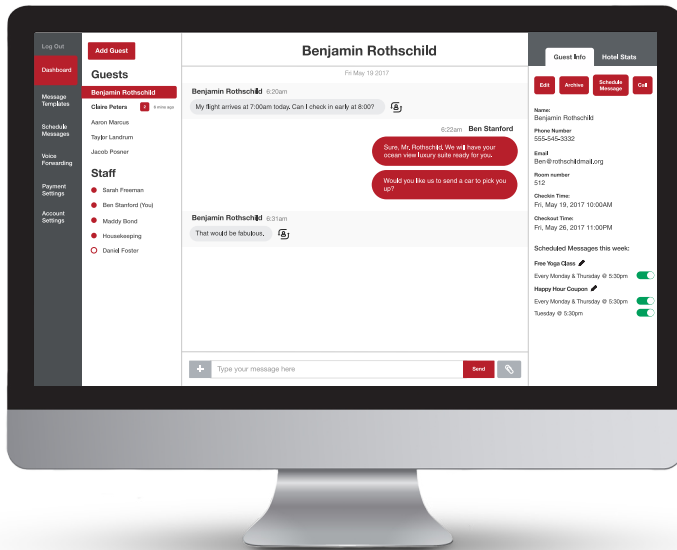 Log Out
Dashboard
Message
Templates
Schedule
Messages
Voice
Forwarding
Payment
Settings
Account
Settings
Add Guest
Guests
Benjamin Rothschild
Claire Peters 2 8 mins ago
Aaron Marcus
Taylor Landrum
Jacob Posner
Staff
Sarah Freeman
Ben Stanford (You)
Maddy Bond
Housekeeping
Daniel Foster
Benjamin Rothschild
Fri May 19 2017
Benjamin Rothschild 6:20am
My flight arrives at 7:00am today. Can I check in early at 8:00?
6:22am Ben Stanford
Sure, Mr. Rothschild, We will have your
ocean view luxury suite ready for you.
Would you like us to send a car to pick you
up?
Benjamin Rothschild 6:31am
That would be fabulous.
Type your message here
Send
Guest Info Hotel Stats
Edit
Archive
Schedule
Message
Call
Name:
Benjamin Rothschild
Phone Number
555-545-3332
Email
Ben@rothschildmail.org
Room number
512
Checkin Time:
Fri, May 19, 2017 10:00AM
Checkout Time:
Fri, May 26, 2017 11:00PM
Scheduled Messages this week:
Free Yoga Class
Every Monday & Thursday @ 5:30pm
Happy Hour Coupon
Every Monday & Thursday @ 5:30pm
Tuesday @ 5:30pm